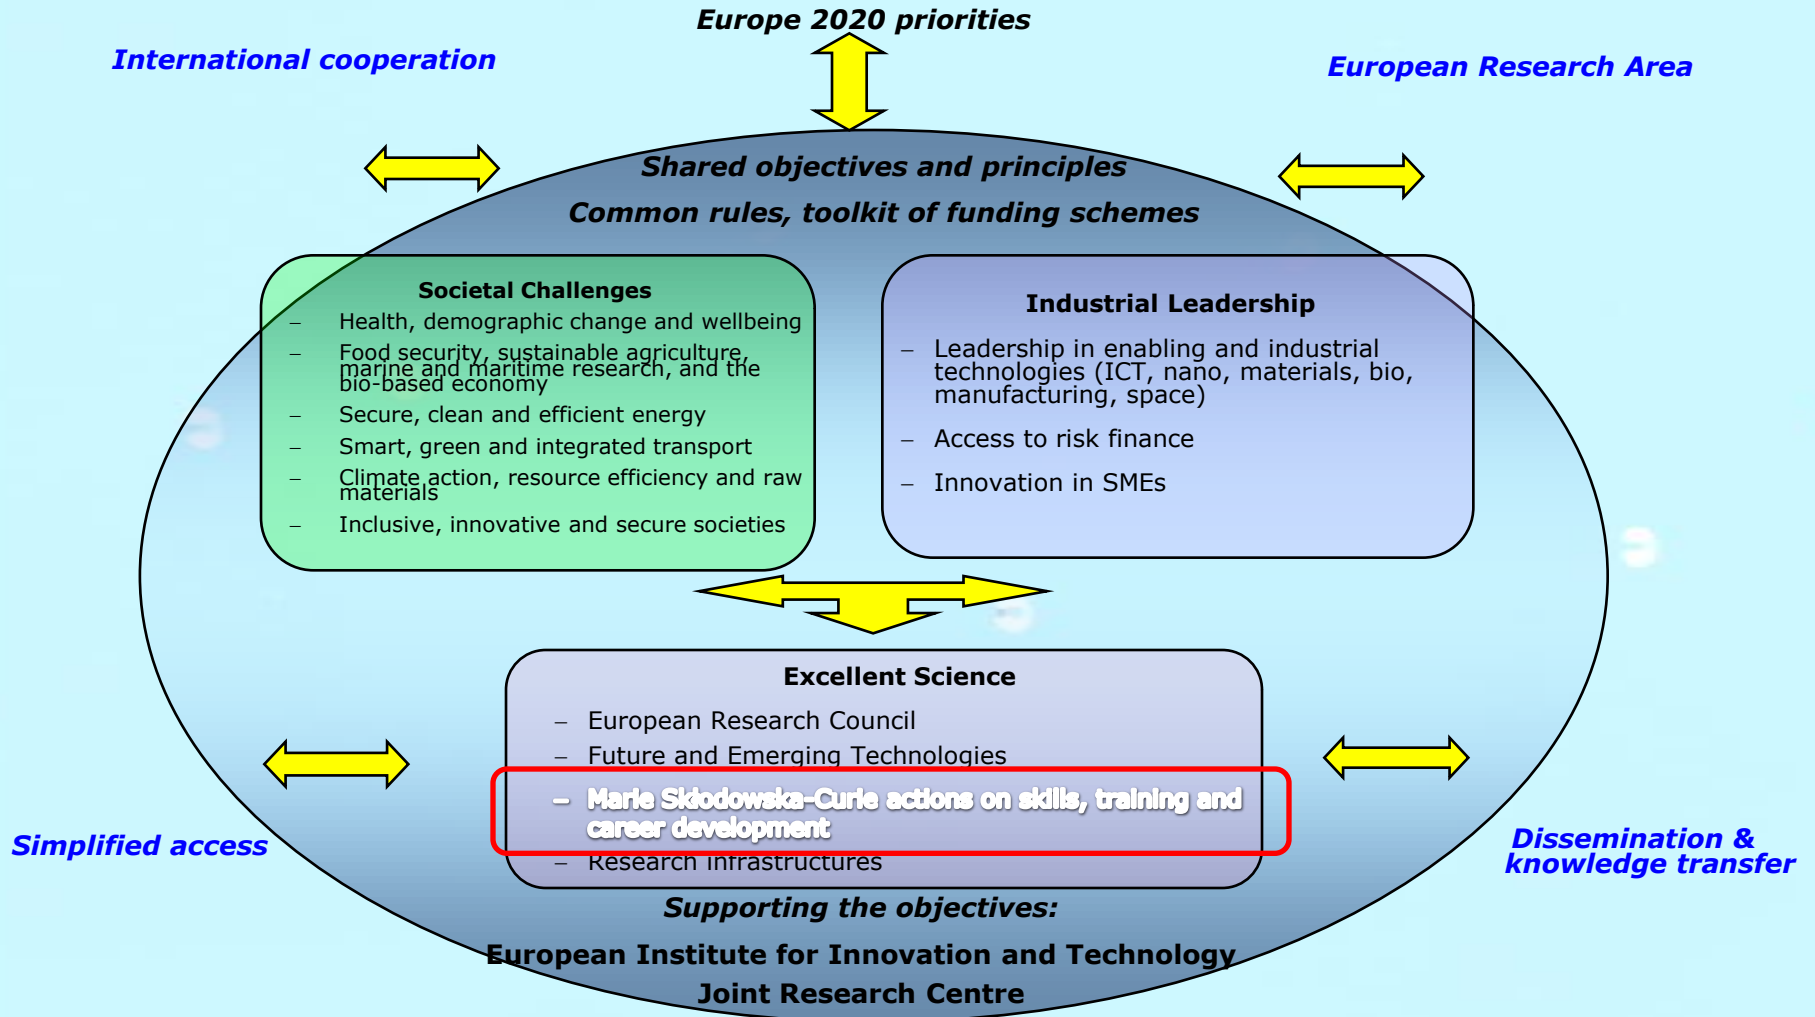 Europe 2020 priorities
International cooperation
European Research Area
Shared objectives and principles
Common rules, toolkit of funding schemes
Societal Challenges
– Health, demographic change and wellbeing
– Food security, sustainable agriculture,
marine and maritime research, and the
bio-based economy
– Secure, clean and efficient energy
– Smart, green and integrated transport
– Climate action, resource efficiency and raw
materials
– Inclusive, innovative and secure societies
Industrial Leadership
– Leadership in enabling and industrial
technologies (ICT, nano, materials, bio,
manufacturing, space)
– Access to risk finance
– Innovation in SMEs
Excellent Science
– European Research Council
– Future and Emerging Technologies
– Marie Skłodowska-Curie actions on skills, training and
career development
– Research infrastructures
Simplified access
Dissemination &
knowledge transfer
Supporting the objectives:
European Institute for Innovation and Technology
Joint Research Centre